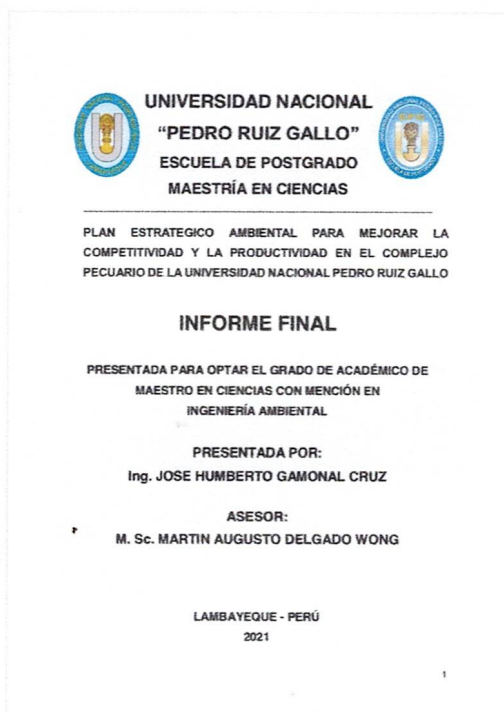 UNIVERSIDAD NACIONAL
“PEDRO RUIZ GALLO”
ESCUELA DE POSTGRADO
MAESTRÍA EN CIENCIAS
PLAN ESTRATEGICO AMBIENTAL PARA MEJORAR LA
COMPETITIVIDAD Y LA PRODUCTIVIDAD EN EL COMPLEJO
PECUARIO DE LA UNIVERSIDAD NACIONAL PEDRO RUIZ GALLO
INFORME FINAL
PRESENTADA PARA OPTAR EL GRADO DE ACADÉMICO DE
MAESTRO EN CIENCIAS CON MENCIÓN EN
INGENIERÍA AMBIENTAL
PRESENTADA POR:
Ing. JOSE HUMBERTO GAMONAL CRUZ
ASESOR:
M. Sc. MARTIN AUGUSTO DELGADO WONG
LAMBAYEQUE - PERÚ
2021
1